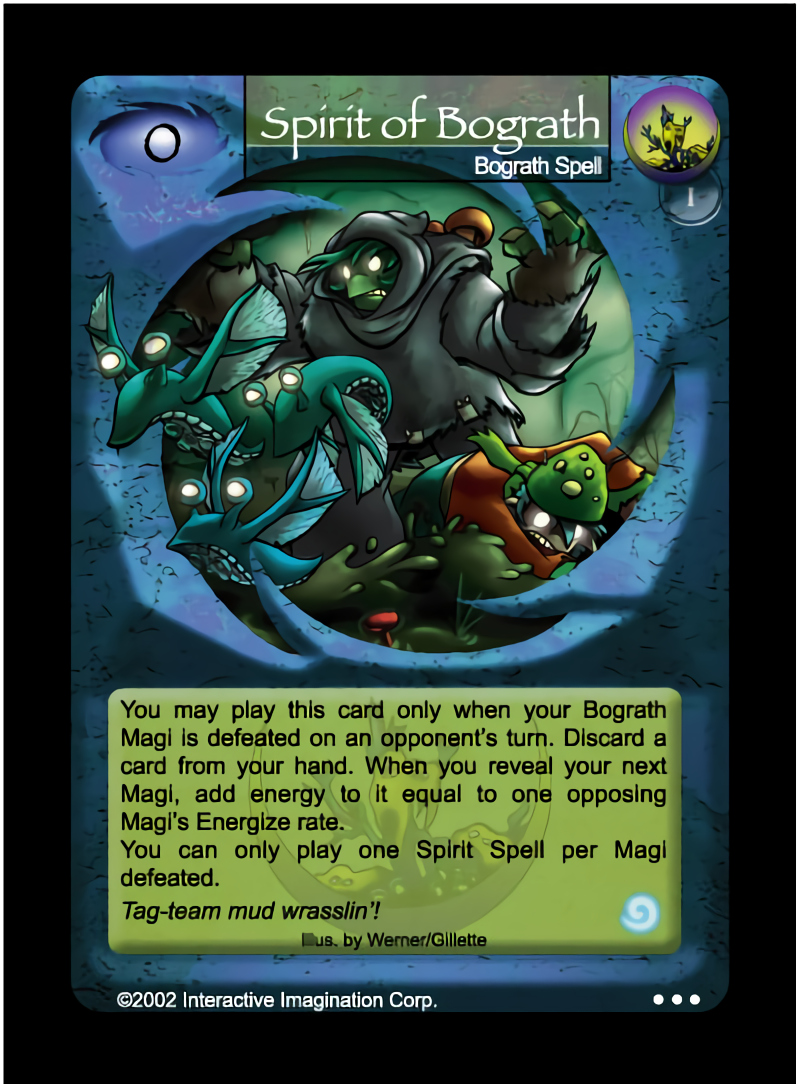 0
Spirit of Bograth
Bograth Spell
I
You may play this card only when your Bograth
Magi is defeated on an opponent's turn. Discard a
card from your hand. When you reveal your next
Magi, add energy to it equal to one opposing
Magi's Energize rate.
You can only play one Spirit Spell per Magi
defeated.
Tag-team mud wrasslin'!
Illus. by Werner/Gillette
©2002 Interactive Imagination Corp.